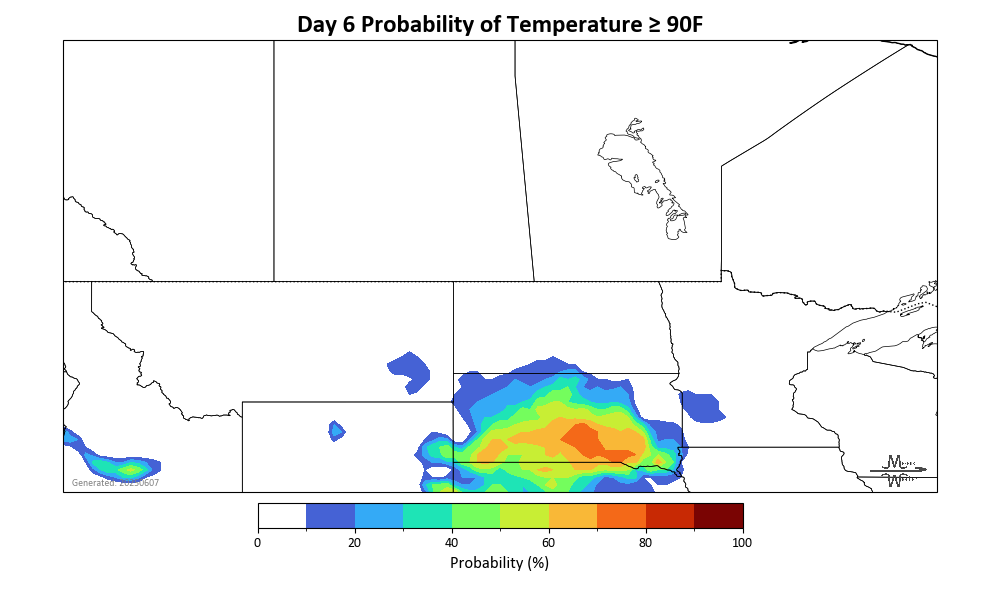 Day 6 Probability of Temperature ≥ 90F
Generated: 20250607
M
W
0 20 40 60 80 100
Probability (%)